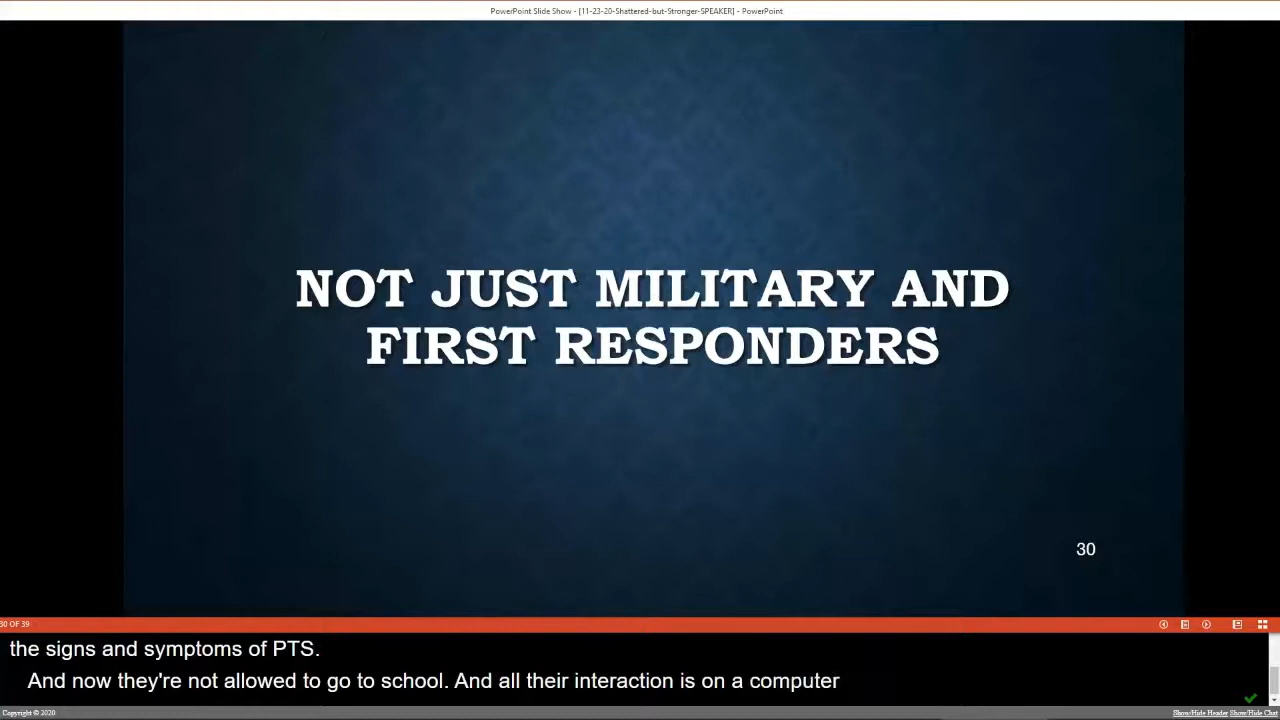 PowerPoint Slide Show - [11-23-20-Shattered-but-Stronger-SPEAKER] - PowerPoint
NOT JUST MILITARY AND
FIRST RESPONDERS
30
30 OF 39
the signs and symptoms of PTS.
And now they're not allowed to go to school. And all their interaction is on a computer
Copyright © 2020
Show/Hide Header Show/Hide Chat